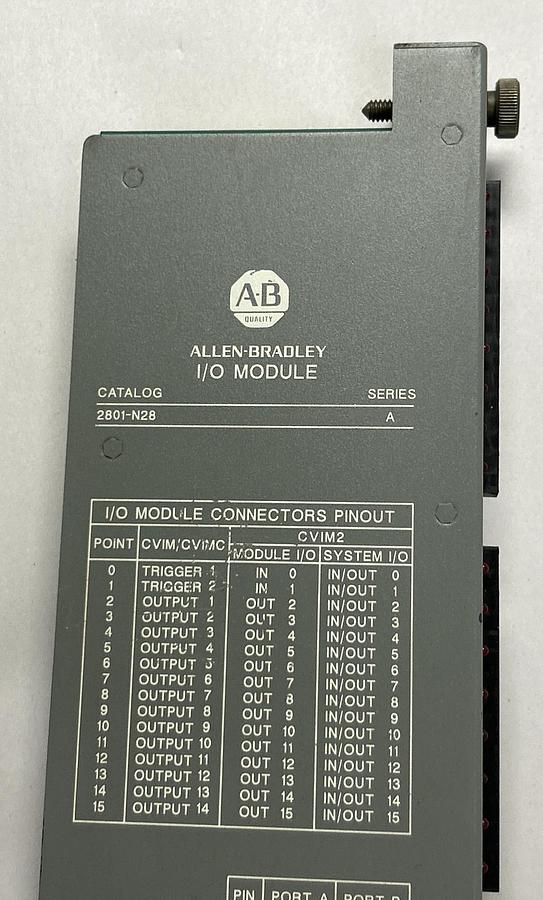 A·B
QUALITY
ALLEN-BRADLEY
I/O MODULE
CATALOG SERIES
2801-N28 A
I/O MODULE CONNECTORS PINOUT
POINT CVIM/CVIMC CVIM2
MODULE I/O SYSTEM I/O
0 TRIGGER 1 IN 0 IN/OUT 0
1 TRIGGER 2 IN 1 IN/OUT 1
2 OUTPUT 1 OUT 2 IN/OUT 2
3 OUTPUT 2 OUT 3 IN/OUT 3
4 OUTPUT 3 OUT 4 IN/OUT 4
5 OUTPUT 4 OUT 5 IN/OUT 5
6 OUTPUT 5 OUT 6 IN/OUT 6
7 OUTPUT 6 OUT 7 IN/OUT 7
8 OUTPUT 7 OUT 8 IN/OUT 8
9 OUTPUT 8 OUT 9 IN/OUT 9
10 OUTPUT 9 OUT 10 IN/OUT 10
11 OUTPUT 10 OUT 11 IN/OUT 11
12 OUTPUT 11 OUT 12 IN/OUT 12
13 OUTPUT 12 OUT 13 IN/OUT 13
14 OUTPUT 13 OUT 14 IN/OUT 14
15 OUTPUT 14 OUT 15 IN/OUT 15
PIN PORT A PORT B